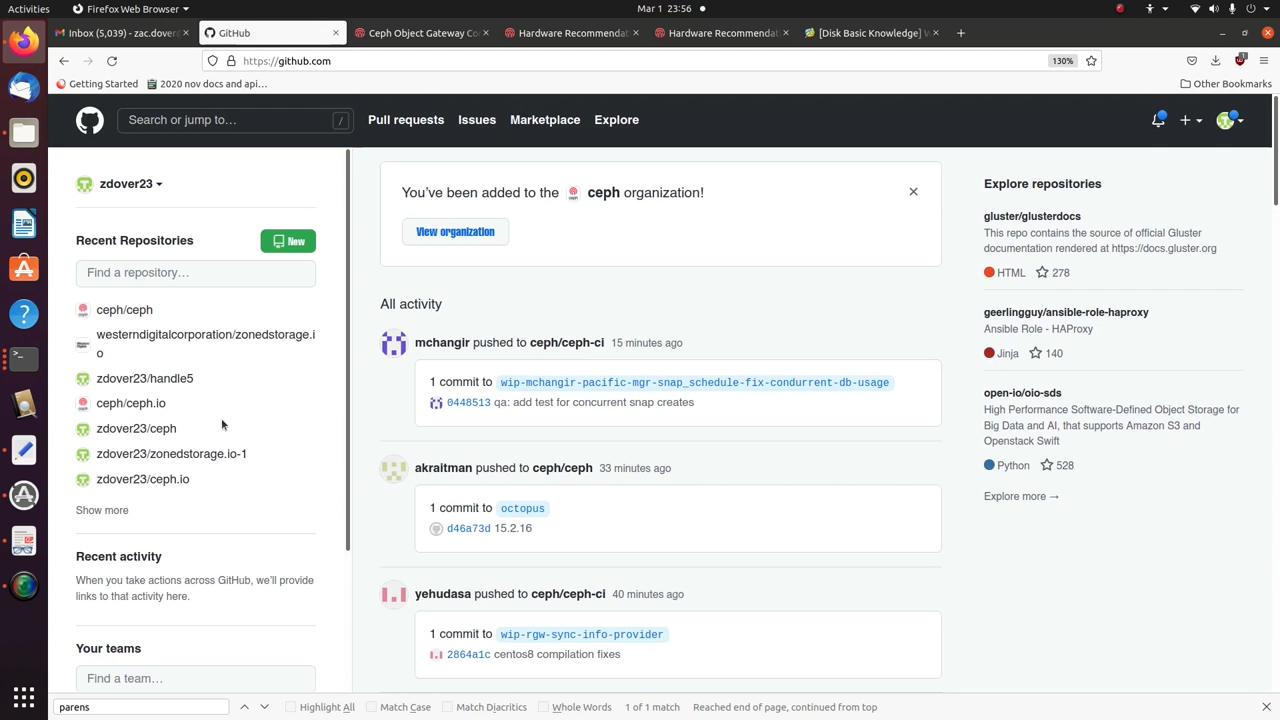 Activities
Firefox Web Browser
Mar 1 23:56
Inbox (5,039) - zac.dover
GitHub
Ceph Object Gateway Co
Hardware Recommendat
Hardware Recommendat
[Disk Basic Knowledge] W
https://github.com
130%
Getting Started
2020 nov docs and api...
Other Bookmarks
Search or jump to...
/
Pull requests
Issues
Marketplace
Explore
zdover23
Recent Repositories
New
Find a repository...
ceph/ceph
westerndigitalcorporation/zonedstorage.i
o
zdover23/handle5
ceph/ceph.io
zdover23/ceph
zdover23/zonedstorage.io-1
zdover23/ceph.io
Show more
Recent activity
When you take actions across GitHub, we'll provide
links to that activity here.
Your teams
Find a team...
You've been added to the ceph organization!
View organization
All activity
mchangir pushed to ceph/ceph-ci 15 minutes ago
1 commit to wip-mchangir-pacific-mgr-snap_schedule-fix-condurrent-db-usage
0448513 qa: add test for concurrent snap creates
akraitman pushed to ceph/ceph 33 minutes ago
1 commit to octopus
d46a73d 15.2.16
yehudasa pushed to ceph/ceph-ci 40 minutes ago
1 commit to wip-rgw-sync-info-provider
2864a1c centos8 compilation fixes
Explore repositories
gluster/glusterdocs
This repo contains the source of official Gluster
documentation rendered at https://docs.gluster.org
HTML 278
geerlingguy/ansible-role-haproxy
Ansible Role - HAProxy
Jinja 140
open-io/oio-sds
High Performance Software-Defined Object Storage for
Big Data and AI, that supports Amazon S3 and
Openstack Swift
Python 528
Explore more →
parens
Highlight All
Match Case
Match Diacritics
Whole Words
1 of 1 match
Reached end of page, continued from top